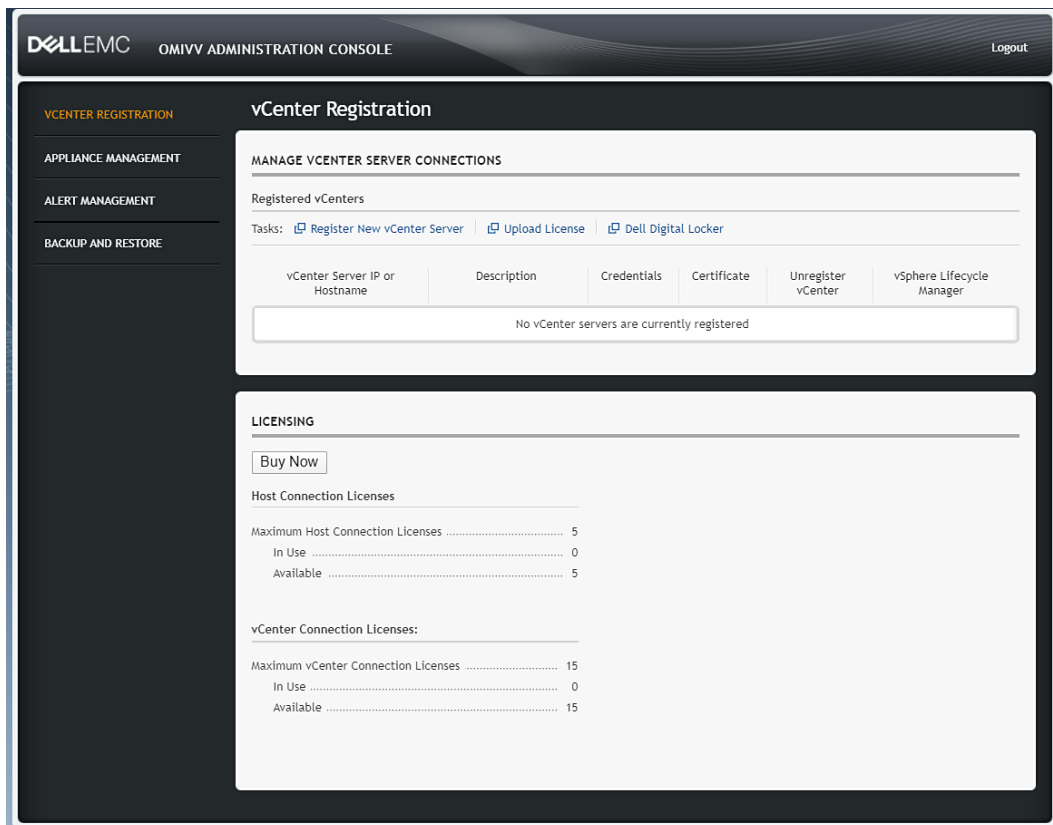 DELLEMC OMIVV ADMINISTRATION CONSOLE
Logout
VCENTER REGISTRATION
APPLIANCE MANAGEMENT
ALERT MANAGEMENT
BACKUP AND RESTORE
vCenter Registration
MANAGE VCENTER SERVER CONNECTIONS
Registered vCenters
Tasks: Register New vCenter Server Upload License Dell Digital Locker
vCenter Server IP or Hostname Description Credentials Certificate Unregister vCenter vSphere Lifecycle Manager
No vCenter servers are currently registered
LICENSING
Buy Now
Host Connection Licenses
Maximum Host Connection Licenses 5
In Use 0
Available 5
vCenter Connection Licenses:
Maximum vCenter Connection Licenses 15
In Use 0
Available 15